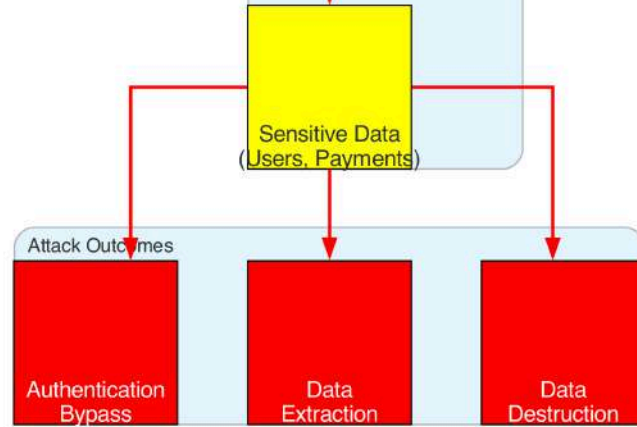 Sensitive Data
(Users, Payments)
Attack Outcomes
Authentication
Bypass
Data
Extraction
Data
Destruction